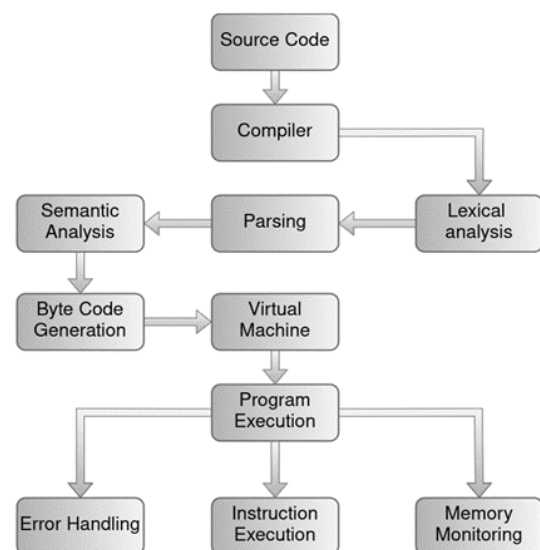 Source Code
Compiler
Lexical
analysis
Parsing
Semantic
Analysis
Byte Code
Generation
Virtual
Machine
Program
Execution
Error Handling
Instruction
Execution
Memory
Monitoring